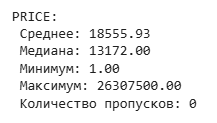 PRICE:
Среднее: 18555.93
Медиана: 13172.00
Минимум: 1.00
Максимум: 26307500.00
Количество пропусков: 0